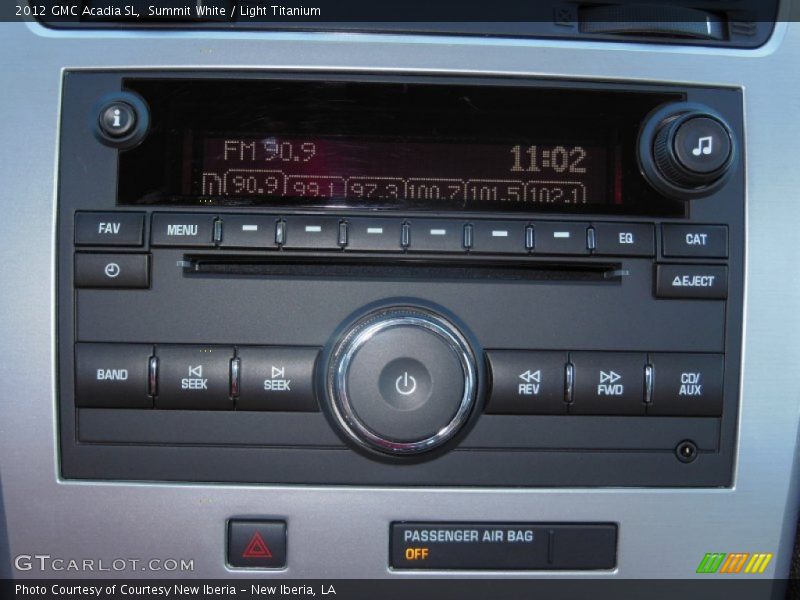 2012 GMC Acadia SL, Summit White / Light Titanium
FM 90.9 11:02
90.9 99.1 97.3 100.7 101.5 102.1
FAV MENU EQ CAT
EJECT
BAND SEEK SEEK REV FWD CD/
AUX
PASSENGER AIR BAG
OFF
GTCARLOT.COM
Photo Courtesy of Courtesy New Iberia - New Iberia, LA